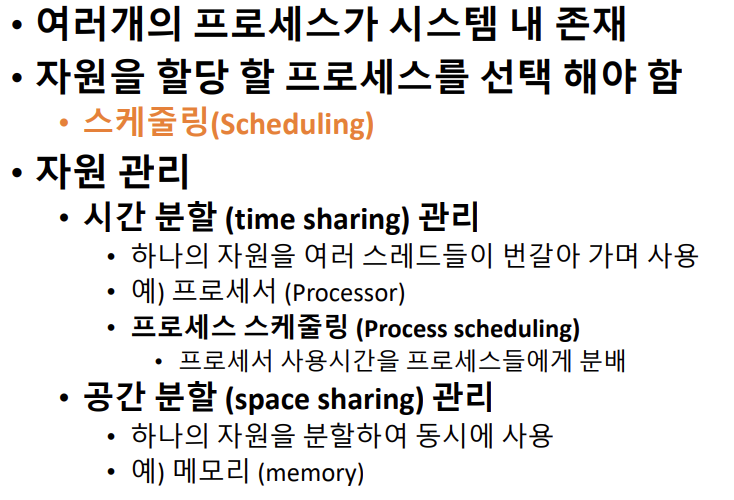 • 여러개의 프로세스가 시스템 내 존재
• 자원을 할당 할 프로세스를 선택 해야 함
• 스케줄링(Scheduling)
• 자원 관리
• 시간 분할 (time sharing) 관리
• 하나의 자원을 여러 스레드들이 번갈아 가며 사용
• 예) 프로세서 (Processor)
• 프로세스 스케줄링 (Process scheduling)
• 프로세서 사용시간을 프로세스들에게 분배
• 공간 분할 (space sharing) 관리
• 하나의 자원을 분할하여 동시에 사용
• 예) 메모리 (memory)